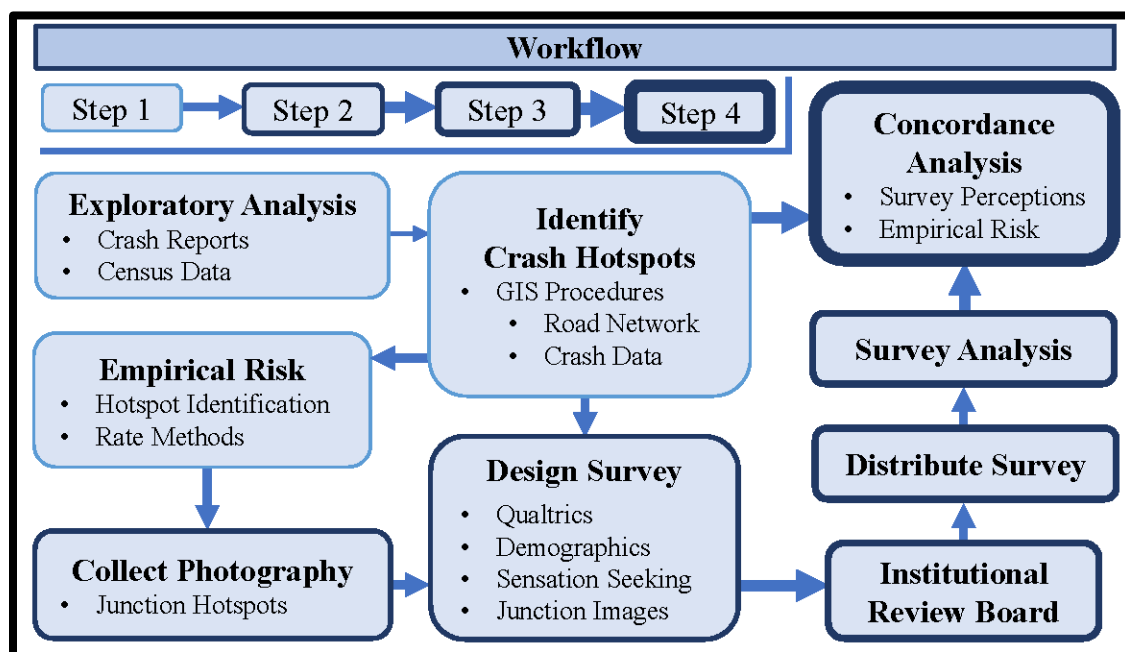 Workflow
Step 1
Step 2
Step 3
Step 4
Exploratory Analysis
• Crash Reports
• Census Data
Identify
Crash Hotspots
• GIS Procedures
• Road Network
• Crash Data
Concordance
Analysis
• Survey Perceptions
• Empirical Risk
Empirical Risk
• Hotspot Identification
• Rate Methods
Survey Analysis
Distribute Survey
Collect Photography
• Junction Hotspots
Design Survey
• Qualtrics
• Demographics
• Sensation Seeking
• Junction Images
Institutional
Review Board